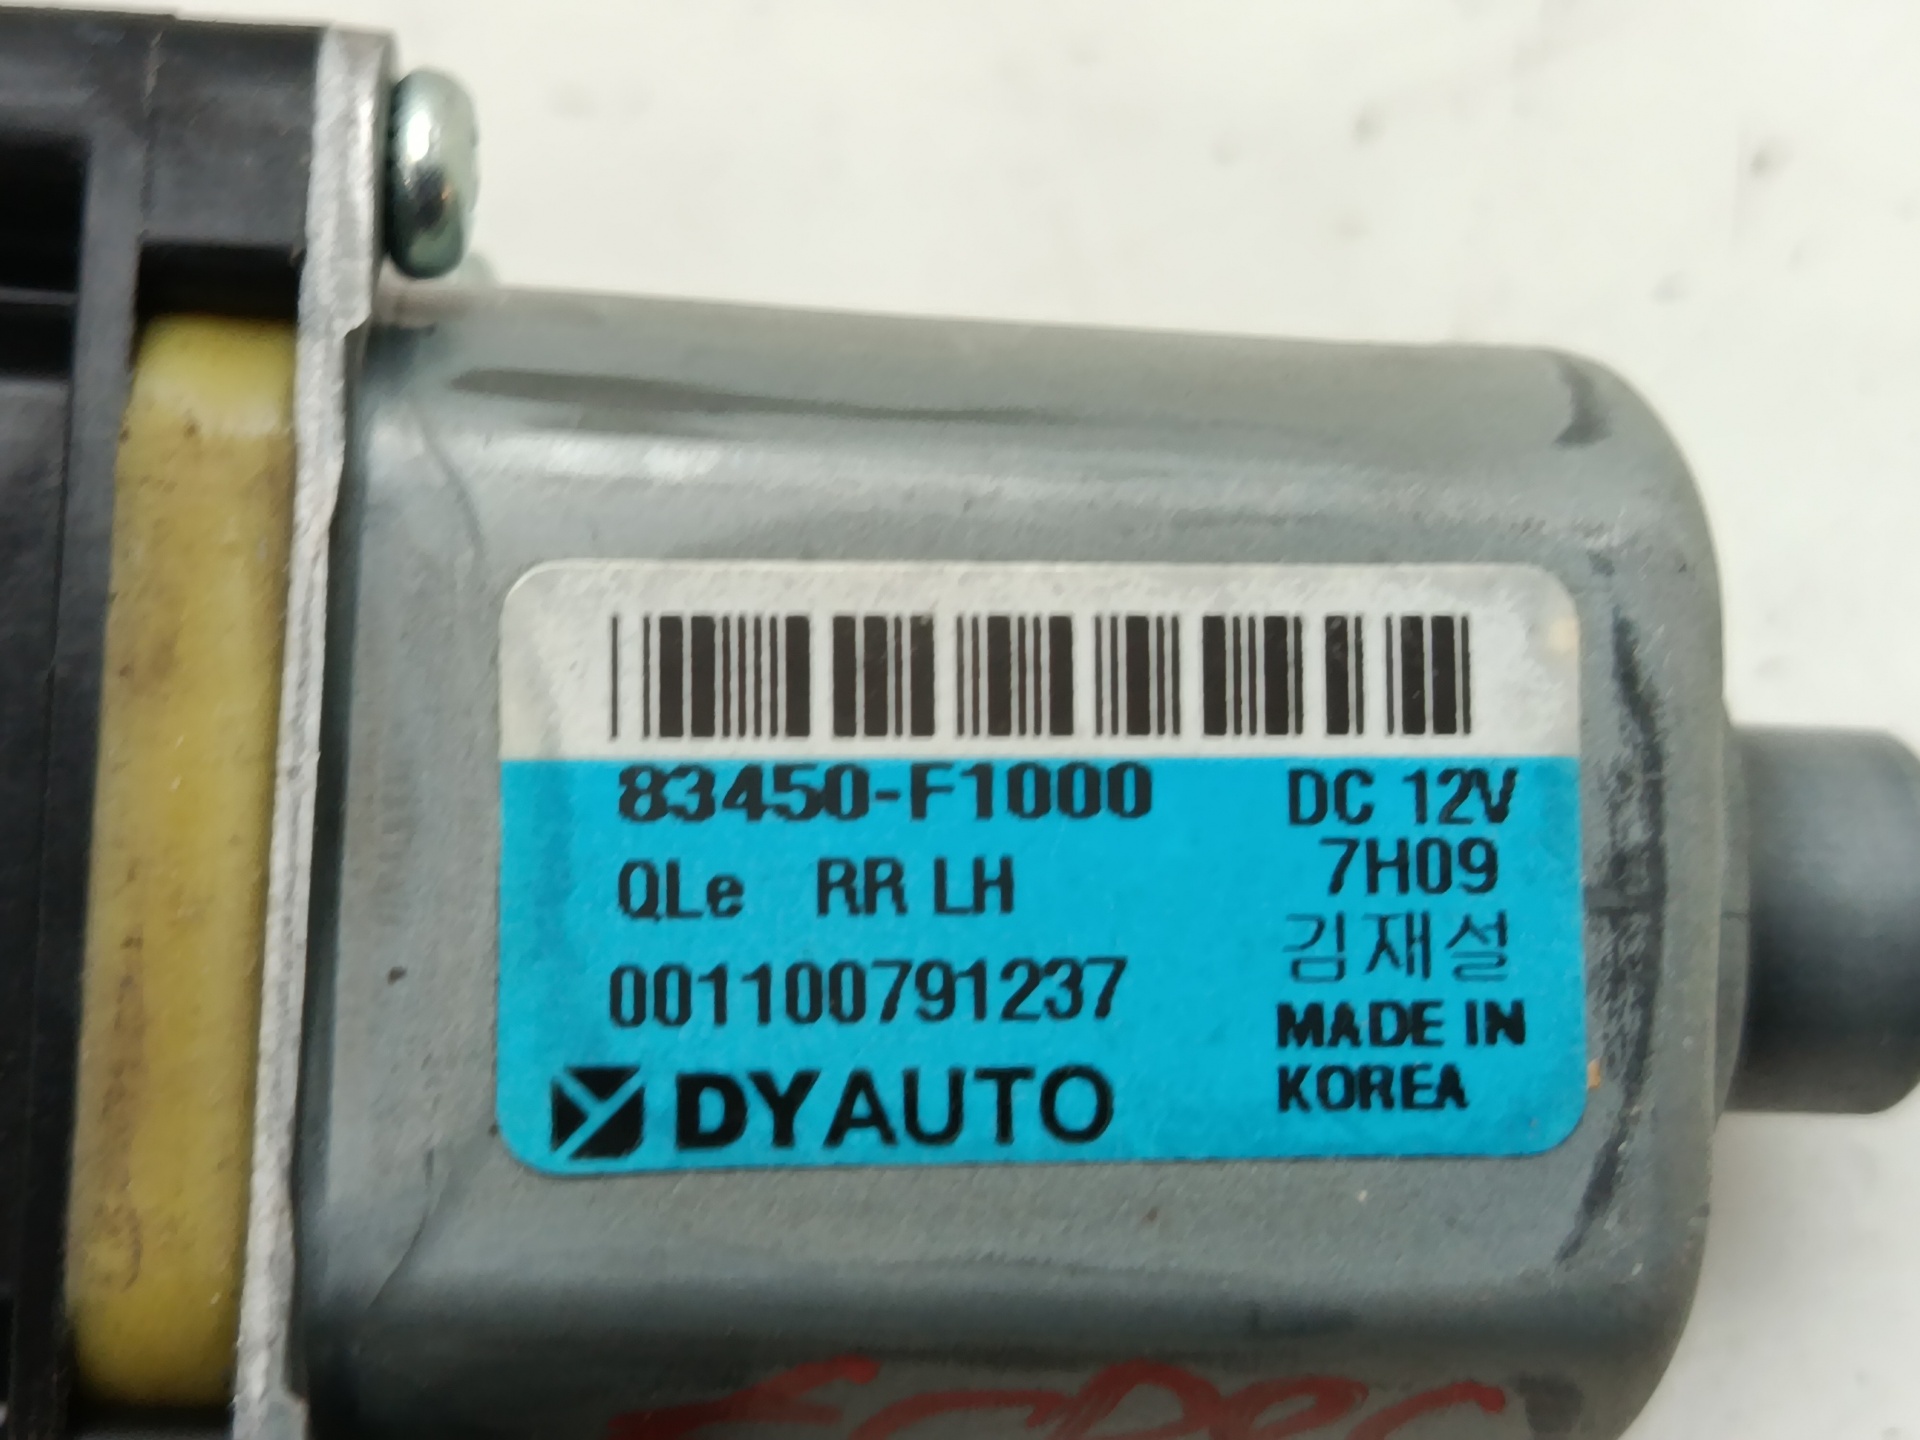 83450-F1000 DC 12V
QLe RR LH 7H09
김재설
001100791237
MADE IN
KOREA
DYAUTO